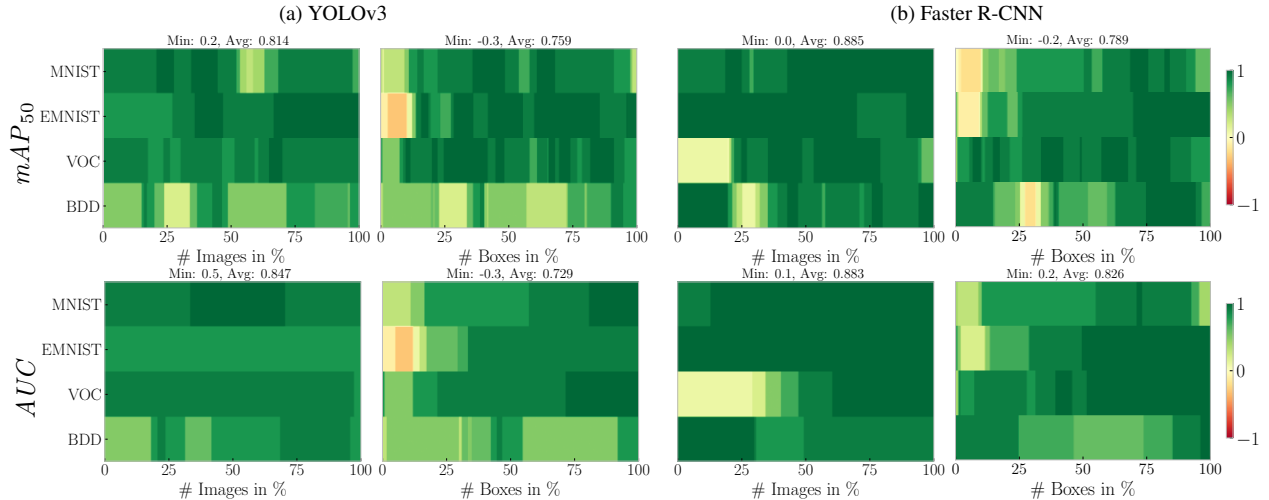 (a) YOLOv3
(b) Faster R-CNN
Min: 0.2, Avg: 0.814
Min: -0.3, Avg: 0.759
Min: 0.0, Avg: 0.885
Min: -0.2, Avg: 0.789
mAP50
MNIST
EMNIST
VOC
BDD
1
0
−1
0 25 50 75 100
0 25 50 75 100
0 25 50 75 100
0 25 50 75 100
# Images in %
# Boxes in %
# Images in %
# Boxes in %
Min: 0.5, Avg: 0.847
Min: -0.3, Avg: 0.729
Min: 0.1, Avg: 0.883
Min: 0.2, Avg: 0.826
AUC
MNIST
EMNIST
VOC
BDD
1
0
−1
0 25 50 75 100
0 25 50 75 100
0 25 50 75 100
0 25 50 75 100
# Images in %
# Boxes in %
# Images in %
# Boxes in %